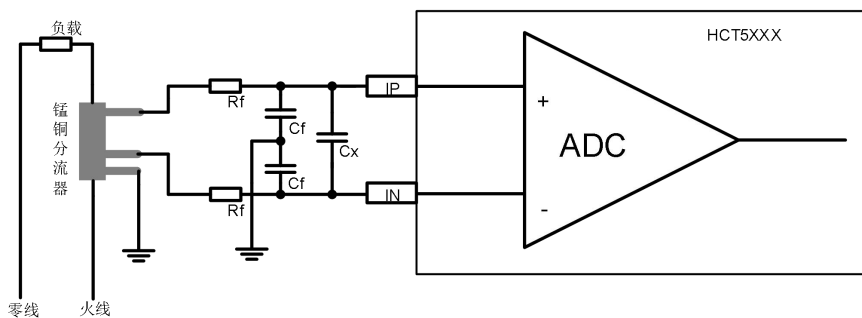 负载
HCT5XXX
锰铜分流器
Rf
IP
Cf
+
ADC
Cx
Cf
IN
-
Rf
零线
火线